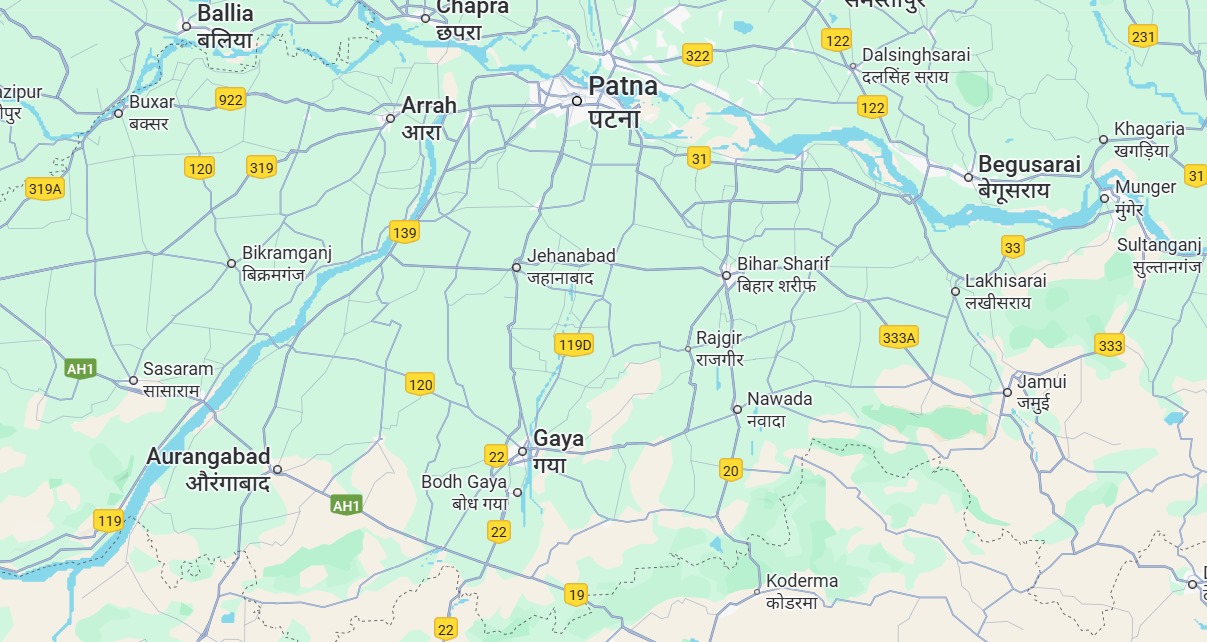 Ballia
बलिया
Chapra
छपरा
समस्तीपुर
322
122
231
Dalsinghsarai
दलसिंह सराय
Buxar
बक्सर
922
Arrah
आरा
Patna
पटना
122
Khagaria
खगड़िया
120
319
31
319A
Begusarai
बेगूसराय
31
Munger
मुंगेर
139
33
Sultanganj
सुल्तानगंज
Bikramganj
बिक्रमगंज
Jehanabad
जहानाबाद
Bihar Sharif
बिहार शरीफ
Lakhisarai
लखीसराय
119D
Rajgir
राजगीर
333A
333
AH1
Sasaram
सासाराम
120
Jamui
जमुई
Nawada
नवादा
Gaya
गया
22
Aurangabad
औरंगाबाद
20
Bodh Gaya
बोध गया
AH1
119
22
Koderma
कोडरमा
19
22